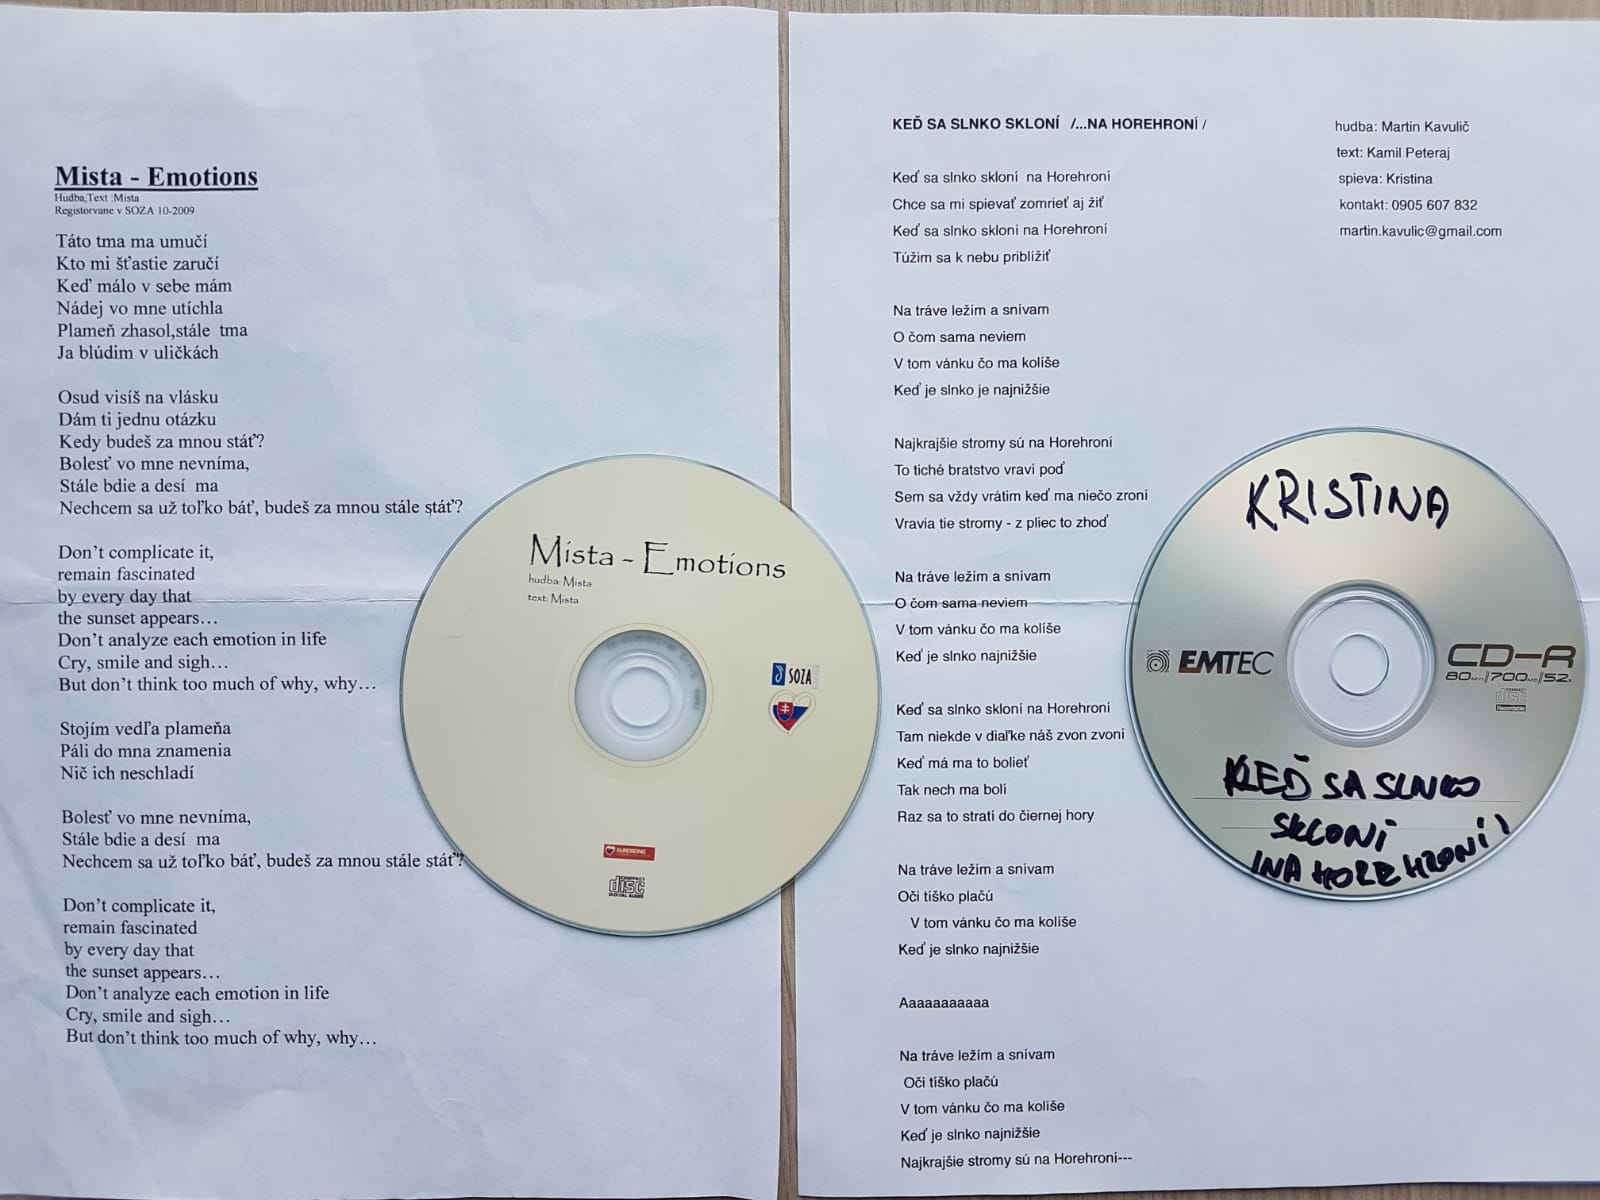 Mista - Emotions
Hudba,Text :Mista
Registorvane v SOZA 10-2009
Táto tma ma umučí
Kto mi šťastie zaručí
Keď málo v sebe mám
Nádej vo mne utíchla
Plameň zhasol,stále tma
Ja blúdim v uličkách
Osud visíš na vlásku
Dám ti jednu otázku
Kedy budeš za mnou stáť?
Bolesť vo mne nevníma,
Stále bdie a desí ma
Nechcem sa už toľko báť, budeš za mnou stále stáť?
Don't complicate it,
remain fascinated
by every day that
the sunset appears…
Don't analyze each emotion in life
Cry, smile and sigh…
But don't think too much of why, why…
Stojím vedľa plameňa
Páli do mna znamenia
Nič ich neschladí
Bolesť vo mne nevníma,
Stále bdie a desí ma
Nechcem sa už toľko báť, budeš za mnou stále stáť?
Don't complicate it,
remain fascinated
by every day that
the sunset appears…
Don't analyze each emotion in life
Cry, smile and sigh…
But don't think too much of why, why…
Mista - Emotions
hudba: Mista
text: Mista
SOZA
EUROSONG
COMPACT
disc
DIGITAL AUDIO
KEĎ SA SLNKO SKLONÍ /...NA HOREHRONÍ /
hudba: Martin Kavulič
text: Kamil Peteraj
spieva: Kristina
kontakt: 0905 607 832
martin.kavulic@gmail.com
Keď sa slnko skloní na Horehroní
Chce sa mi spievať zomrieť aj žiť
Keď sa slnko skloní na Horehroní
Túžim sa k nebu priblížiť
Na tráve ležím a snívam
O čom sama neviem
V tom vánku čo ma kolíše
Keď je slnko je najnižšie
Najkrajšie stromy sú na Horehroní
To tiché bratstvo vraví poď
Sem sa vždy vrátim keď ma niečo zroní
Vravia tie stromy - z pliec to zhoď
Na tráve ležím a snívam
O čom sama neviem
V tom vánku čo ma kolíše
Keď je slnko najnižšie
Keď sa slnko skloní na Horehroní
Tam niekde v diaľke náš zvon zvoní
Keď má ma to bolieť
Tak nech ma bolí
Raz sa to stratí do čiernej hory
Na tráve ležím a snívam
Oči tíško plačú
V tom vánku čo ma kolíše
Keď je slnko najnižšie
Aaaaaaaaaaa
Na tráve ležím a snívam
Oči tíško plačú
V tom vánku čo ma kolíše
Keď je slnko najnižšie
Najkrajšie stromy sú na Horehroní---
KRISTINA
EMTEC
CD-R
80Min/700MB/52x
COMPACT
disc
Recordable
KEĎ SA SLNKO
SKLONÍ
/NA HOREHRONÍ/